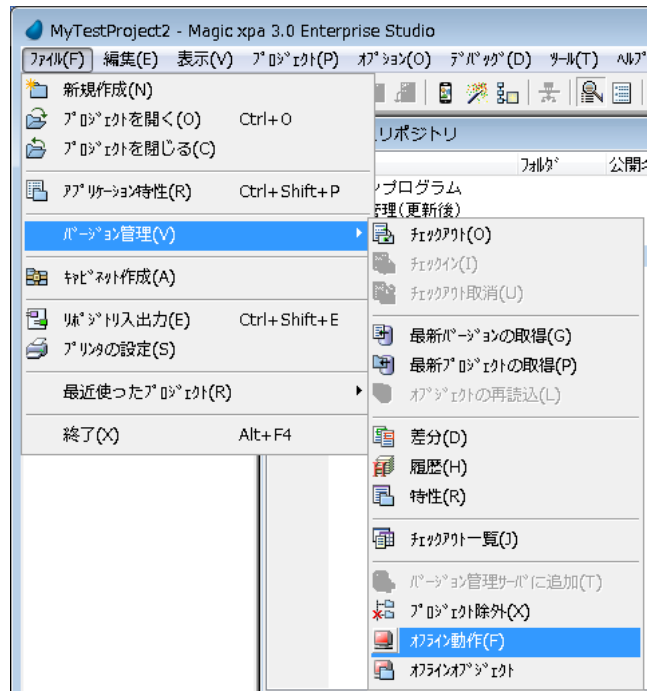 MyTestProject2 - Magic xpa 3.0 Enterprise Studio
ﾌｧｲﾙ(F) 編集(E) 表示(V) ﾌﾟﾛｼﾞｪｸﾄ(P) ｵﾌﾟｼｮﾝ(O) ﾃﾞﾊﾞｯｸﾞ(D) ﾂｰﾙ(T) ﾍﾙﾌﾟ
新規作成(N)
ﾌﾟﾛｼﾞｪｸﾄを開く(O) Ctrl+O
ﾌﾟﾛｼﾞｪｸﾄを閉じる(C)
ｱﾌﾟﾘｹｰｼｮﾝ特性(R) Ctrl+Shift+P
ﾊﾞｰｼﾞｮﾝ管理(V)
ｷｬﾋﾞﾈｯﾄ作成(A)
ﾘﾎﾟｼﾞﾄﾘ入出力(E) Ctrl+Shift+E
ﾌﾟﾘﾝﾀの設定(S)
最近使ったﾌﾟﾛｼﾞｪｸﾄ(R)
終了(X) Alt+F4
リポジトリ
ﾌｫﾙﾀﾞ 公開名
ンプログラム
管理(更新後)
ﾁｪｯｸｱｳﾄ(O)
ﾁｪｯｸｲﾝ(I)
ﾁｪｯｸｱｳﾄ取消(U)
最新ﾊﾞｰｼﾞｮﾝの取得(G)
最新ﾌﾟﾛｼﾞｪｸﾄの取得(P)
ｵﾌﾞｼﾞｪｸﾄの再読込(L)
差分(D)
履歴(H)
特性(R)
ﾁｪｯｸｱｳﾄ一覧(J)
ﾊﾞｰｼﾞｮﾝ管理ｻｰﾊﾞに追加(T)
ﾌﾟﾛｼﾞｪｸﾄ除外(X)
ｵﾌﾗｲﾝ動作(F)
ｵﾌﾗｲﾝｵﾌﾞｼﾞｪｸﾄ